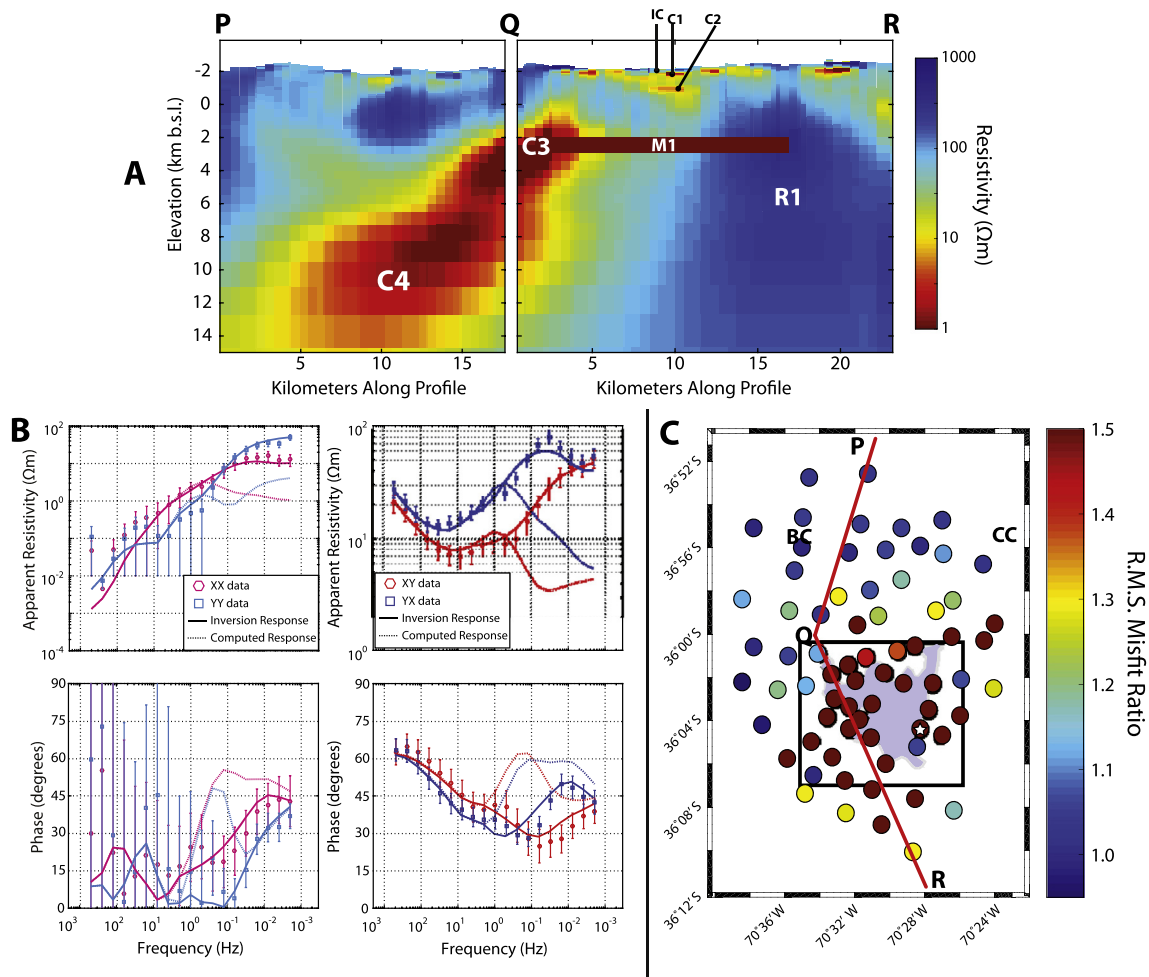 P
Q
R
IC
C1
C2
A
Elevation (km b.s.l.)
-2
0
2
4
6
8
10
12
14
C3
M1
R1
C4
5
10
15
5
10
15
20
Kilometers Along Profile
Kilometers Along Profile
1000
100
10
1
Resistivity (Ωm)
B
Apparent Resistivity (Ωm)
10²
10⁰
10⁻²
10⁻⁴
XX data
YY data
Inversion Response
Computed Response
Apparent Resistivity (Ωm)
10²
10¹
10⁰
XY data
YX data
Inversion Response
Computed Response
Phase (degrees)
90
75
60
45
30
15
0
10³
10²
10¹
10⁰
10⁻¹
10⁻²
10⁻³
Frequency (Hz)
Phase (degrees)
90
75
60
45
30
15
0
10³
10²
10¹
10⁰
10⁻¹
10⁻²
10⁻³
Frequency (Hz)
C
P
BC
CC
Q
R
36°52'S
36°56'S
36°00'S
36°04'S
36°08'S
36°12'S
70°36'W
70°32'W
70°28'W
70°24'W
1.5
1.4
1.3
1.2
1.1
1.0
R.M.S. Misfit Ratio